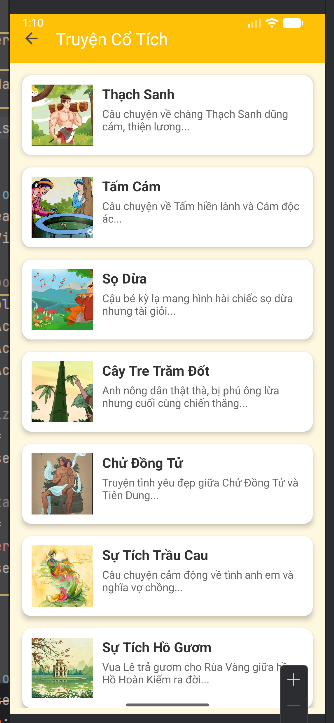 1:10
Truyện Cổ Tích
Thạch Sanh
Câu chuyện về chàng Thạch Sanh dũng
cảm, thiện lương...
Tấm Cám
Câu chuyện về Tấm hiền lành và Cám độc
ác...
Sọ Dừa
Cậu bé kỳ lạ mang hình hài chiếc sọ dừa
nhưng tài giỏi...
Cây Tre Trăm Đốt
Anh nông dân thật thà, bị phú ông lừa
nhưng cuối cùng chiến thắng...
Chử Đồng Tử
Truyện tình yêu đẹp giữa Chử Đồng Tử và
Tiên Dung...
Sự Tích Trầu Cau
Câu chuyện cảm động về tình anh em và
nghĩa vợ chồng...
Sự Tích Hồ Gươm
Vua Lê trả gươm cho Rùa Vàng giữa hồ
Hồ Hoàn Kiếm ra đời...